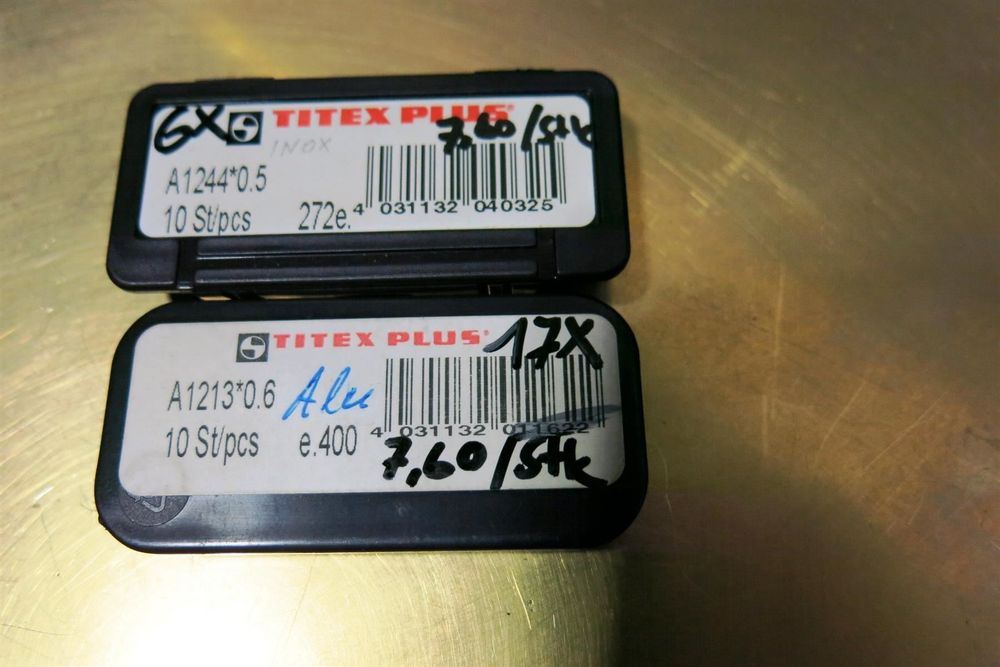 6X TITEX PLUS® 7,60/Stk
INOX
A1244*0.5
10 St/pcs 272e. 4 031132 040325
TITEX PLUS® 17X
A1213*0.6 Alu
10 St/pcs e.400 4 031132 011622
7,60/Stk